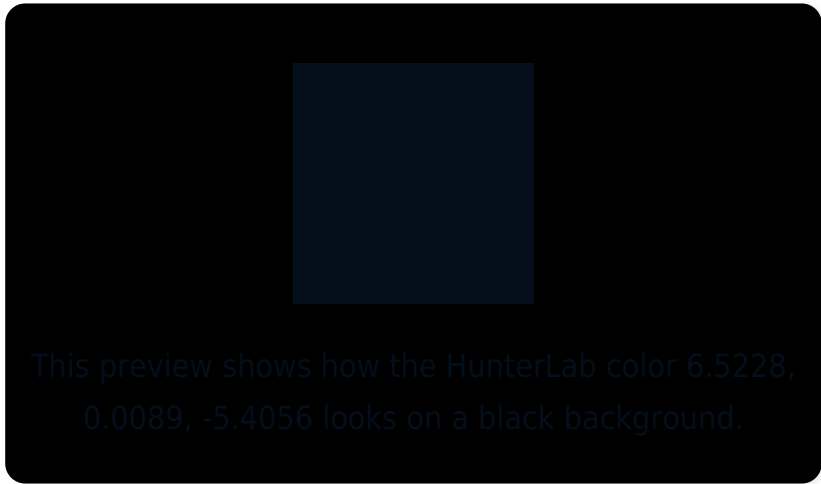 This preview shows how the HunterLab color 6.5228,
0.0089, -5.4056 looks on a black background.